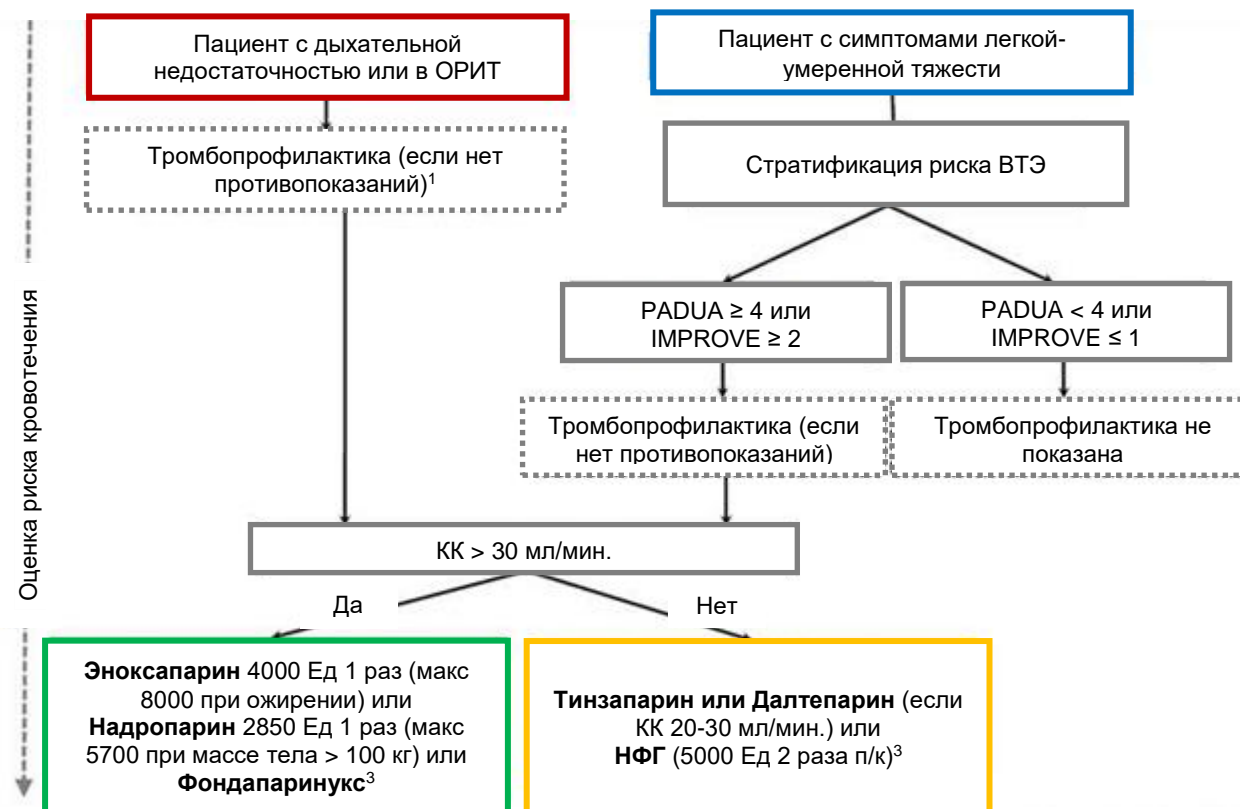 Пациент с дыхательной
недостаточностью или в ОРИТ
Пациент с симптомами легкой-
умеренной тяжести
Тромбопрофилактика (если нет
противопоказаний)¹
Стратификация риска ВТЭ
PADUA ≥ 4 или
IMPROVE ≥ 2
PADUA < 4 или
IMPROVE ≤ 1
Тромбопрофилактика (если
нет противопоказаний)
Тромбопрофилактика не
показана
Оценка риска кровотечения
КК > 30 мл/мин.
Да
Нет
Эноксапарин 4000 Ед 1 раз (макс
8000 при ожирении) или
Надропарин 2850 Ед 1 раз (макс
5700 при массе тела > 100 кг) или
Фондапаринукс³
Тинзапарин или Далтепарин (если
КК 20-30 мл/мин.) или
НФГ (5000 Ед 2 раза п/к)³